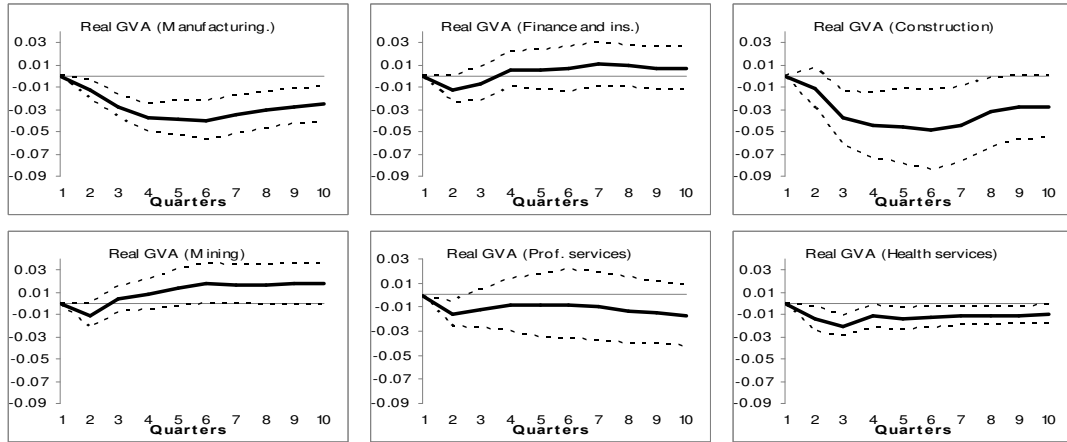 Real GVA (Manufacturing.)
0.03
0.01
-0.01
-0.03
-0.05
-0.07
-0.09
1 2 3 4 5 6 7 8 9 10
Quarters
Real GVA (Finance and ins.)
0.03
0.01
-0.01
-0.03
-0.05
-0.07
-0.09
1 2 3 4 5 6 7 8 9 10
Quarters
Real GVA (Construction)
0.03
0.01
-0.01
-0.03
-0.05
-0.07
-0.09
1 2 3 4 5 6 7 8 9 10
Quarters
Real GVA (Mining)
0.03
0.01
-0.01
-0.03
-0.05
-0.07
-0.09
1 2 3 4 5 6 7 8 9 10
Quarters
Real GVA (Prof. services)
0.03
0.01
-0.01
-0.03
-0.05
-0.07
-0.09
1 2 3 4 5 6 7 8 9 10
Quarters
Real GVA (Health services)
0.03
0.01
-0.01
-0.03
-0.05
-0.07
-0.09
1 2 3 4 5 6 7 8 9 10
Quarters